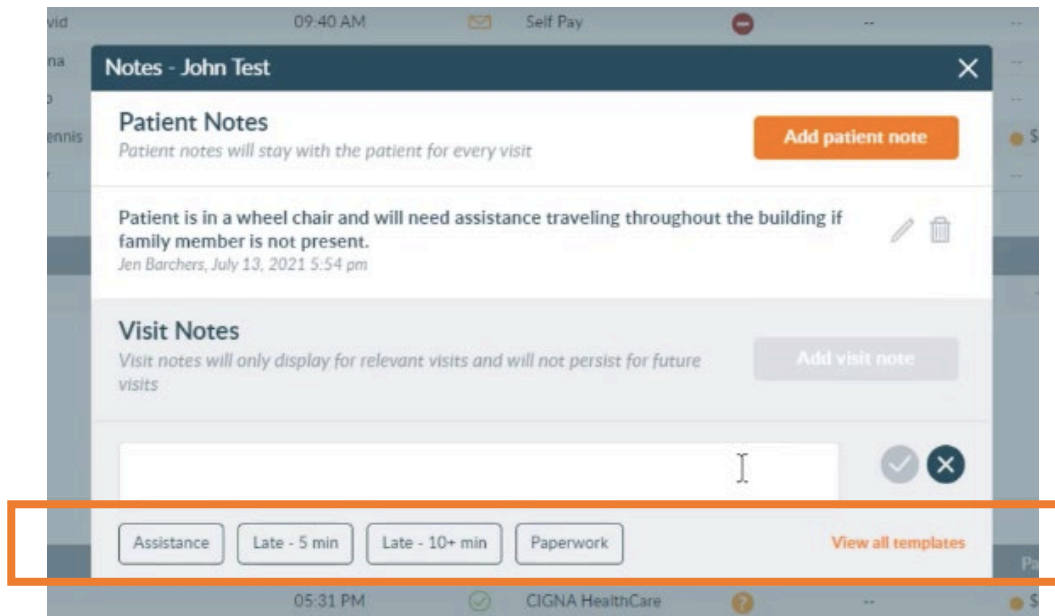 vid 09:40 AM Self Pay -- --
na
Notes - John Test
--
Patient Notes
Patient notes will stay with the patient for every visit
Add patient note
ennis
--
Patient is in a wheel chair and will need assistance traveling throughout the building if
family member is not present.
Jen Barchers, July 13, 2021 5:54 pm
Visit Notes
Visit notes will only display for relevant visits and will not persist for future
visits
Add visit note
Assistance Late - 5 min Late - 10+ min Paperwork View all templates
Pa
05:31 PM CIGNA HealthCare -- $